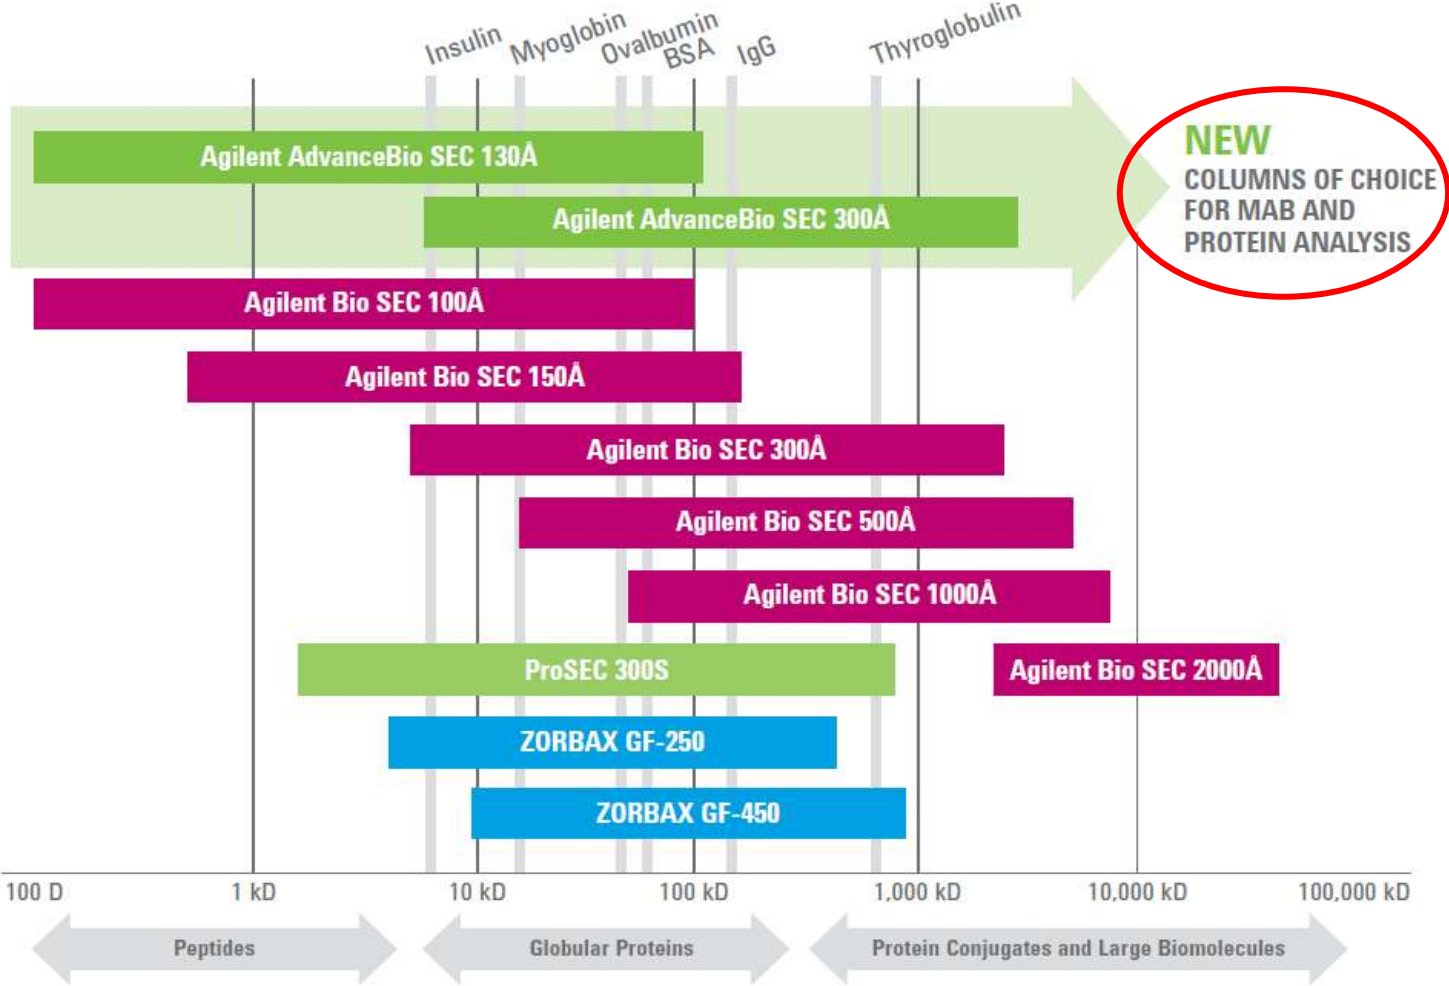 Insulin
Myoglobin
Ovalbumin
BSA
IgG
Thyroglobulin
Agilent AdvanceBio SEC 130Å
Agilent AdvanceBio SEC 300Å
NEW
COLUMNS OF CHOICE
FOR MAB AND
PROTEIN ANALYSIS
Agilent Bio SEC 100Å
Agilent Bio SEC 150Å
Agilent Bio SEC 300Å
Agilent Bio SEC 500Å
Agilent Bio SEC 1000Å
ProSEC 300S
Agilent Bio SEC 2000Å
ZORBAX GF-250
ZORBAX GF-450
100 D
1 kD
10 kD
100 kD
1,000 kD
10,000 kD
100,000 kD
Peptides
Globular Proteins
Protein Conjugates and Large Biomolecules